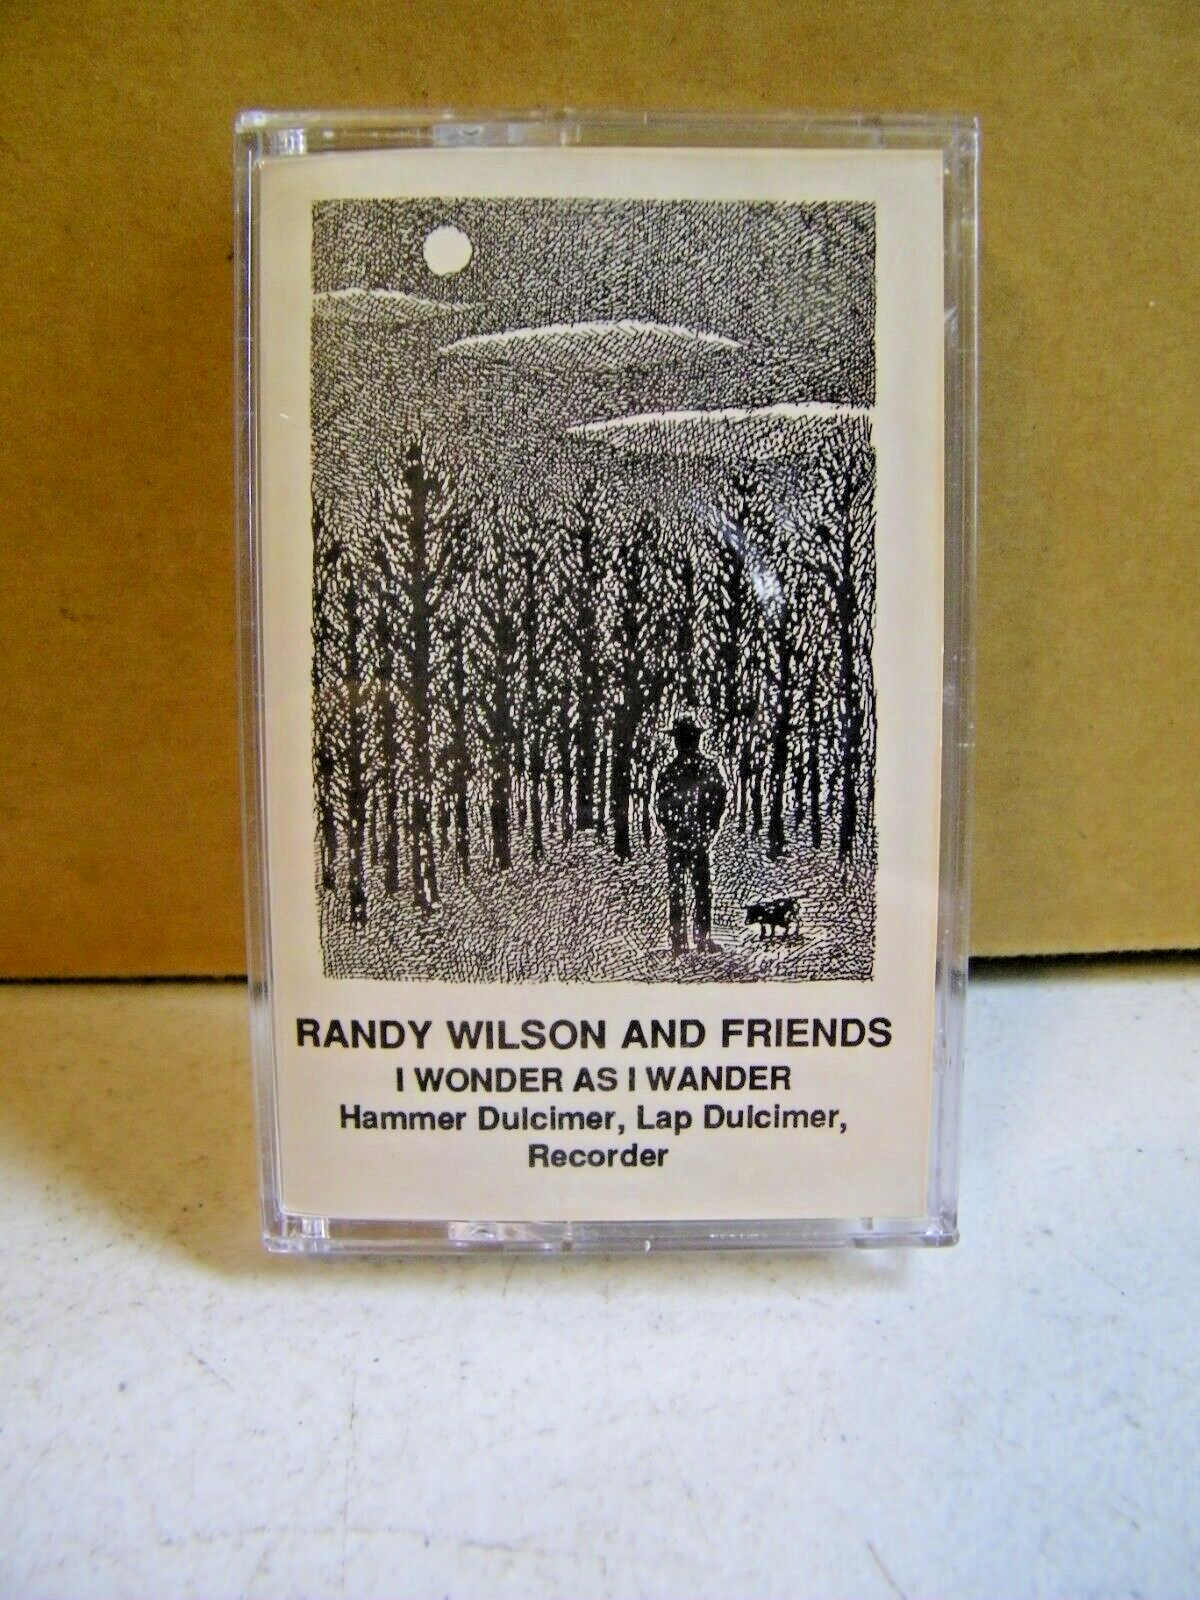 RANDY WILSON AND FRIENDS
I WONDER AS I WANDER
Hammer Dulcimer, Lap Dulcimer,
Recorder